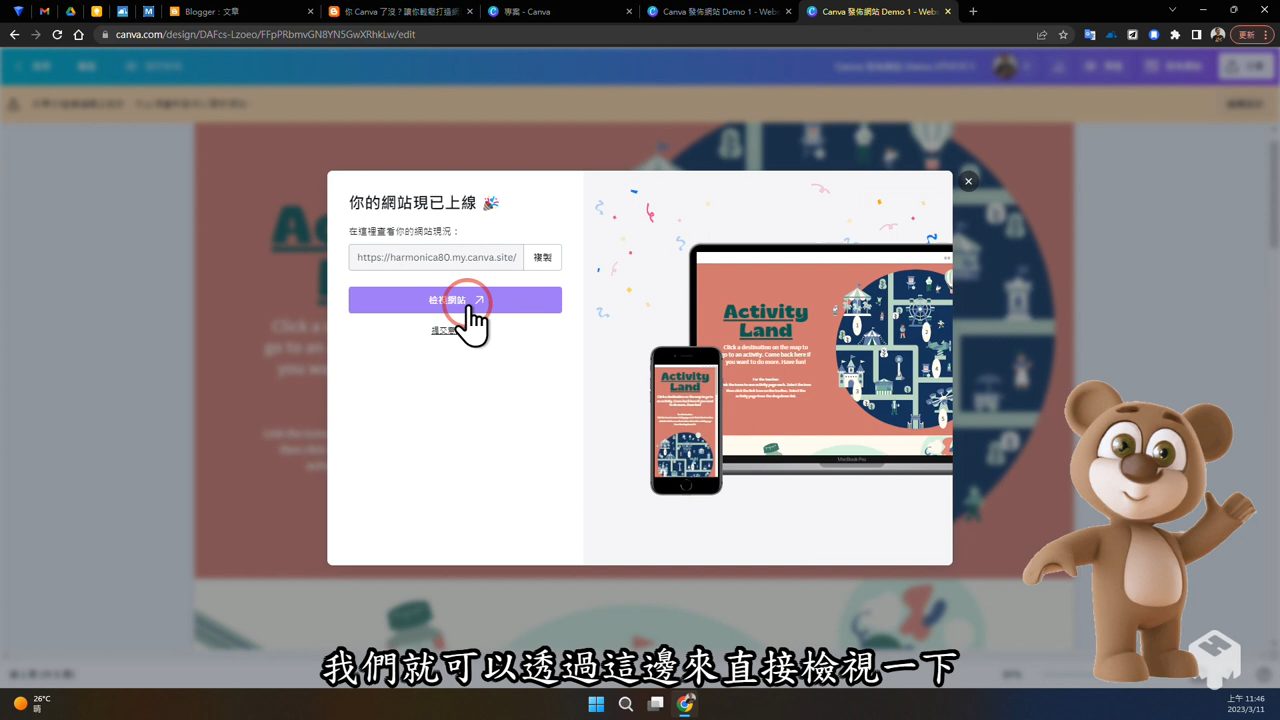 Blogger：文章
你 Canva 了沒？讓你輕鬆打造網
專案 - Canva
Canva 發佈網站 Demo 1 - Web
Canva 發佈網站 Demo 1 - Web
canva.com/design/DAFcs-Lzoeo/FFpPRbmvGN8YN5GwXRhkLw/edit
更新
你的網站現已上線
在這裡查看你的網站現況：
https://harmonica80.my.canva.site/
複製
檢視網站
Activity
Land
Click a destination on the map to
go to an activity. Come back here if
you want to do more. Have fun!
MacBook Pro
Activity
Land
我們就可以透過這邊來直接檢視一下
26°C
晴
上午 11:46
2023/3/11